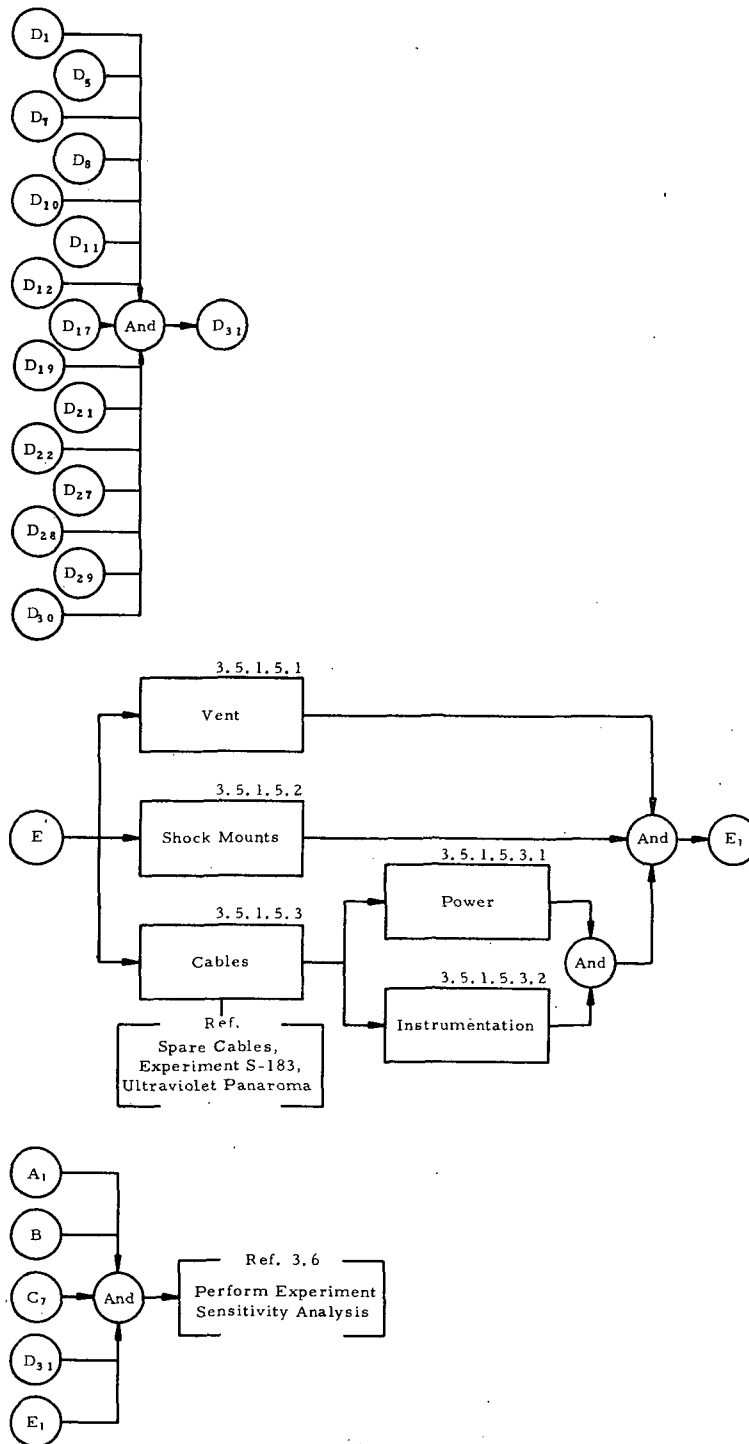 D₁
D₅
D₇
D₈
D₁₀
D₁₁
D₁₂
D₁₇ And D₃₁
D₁₉
D₂₁
D₂₂
D₂₇
D₂₈
D₂₉
D₃₀
3.5.1.5.1
Vent
3.5.1.5.2
E Shock Mounts And E₁
3.5.1.5.3.1
Power
3.5.1.5.3
Cables And
3.5.1.5.3.2
Instrumentation
Ref.
Spare Cables,
Experiment S-183,
Ultraviolet Panaroma
A₁
B
Ref. 3.6
C₇ And Perform Experiment
Sensitivity Analysis
D₃₁
E₁